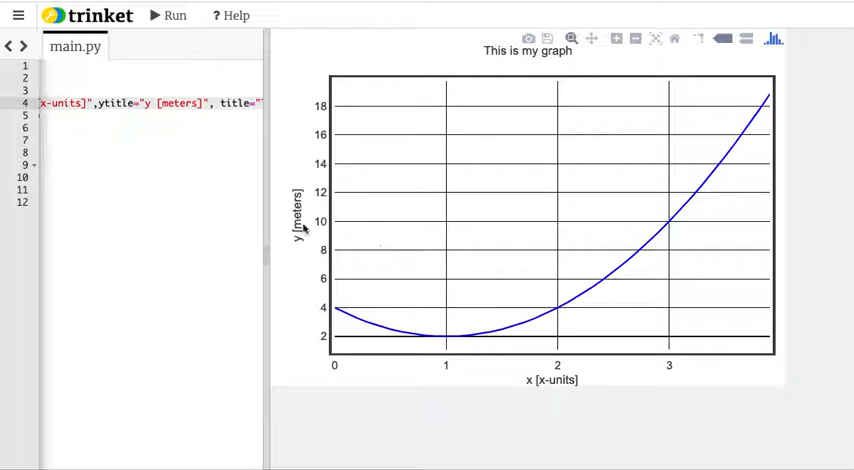 trinket Run ? Help
main.py
1
2
3
4 x-units]",ytitle="y [meters]", title="
5
6
7
8
9
10
11
12
This is my graph
18
16
14
12
10
8
6
4
2
y [meters]
0 1 2 3
x [x-units]